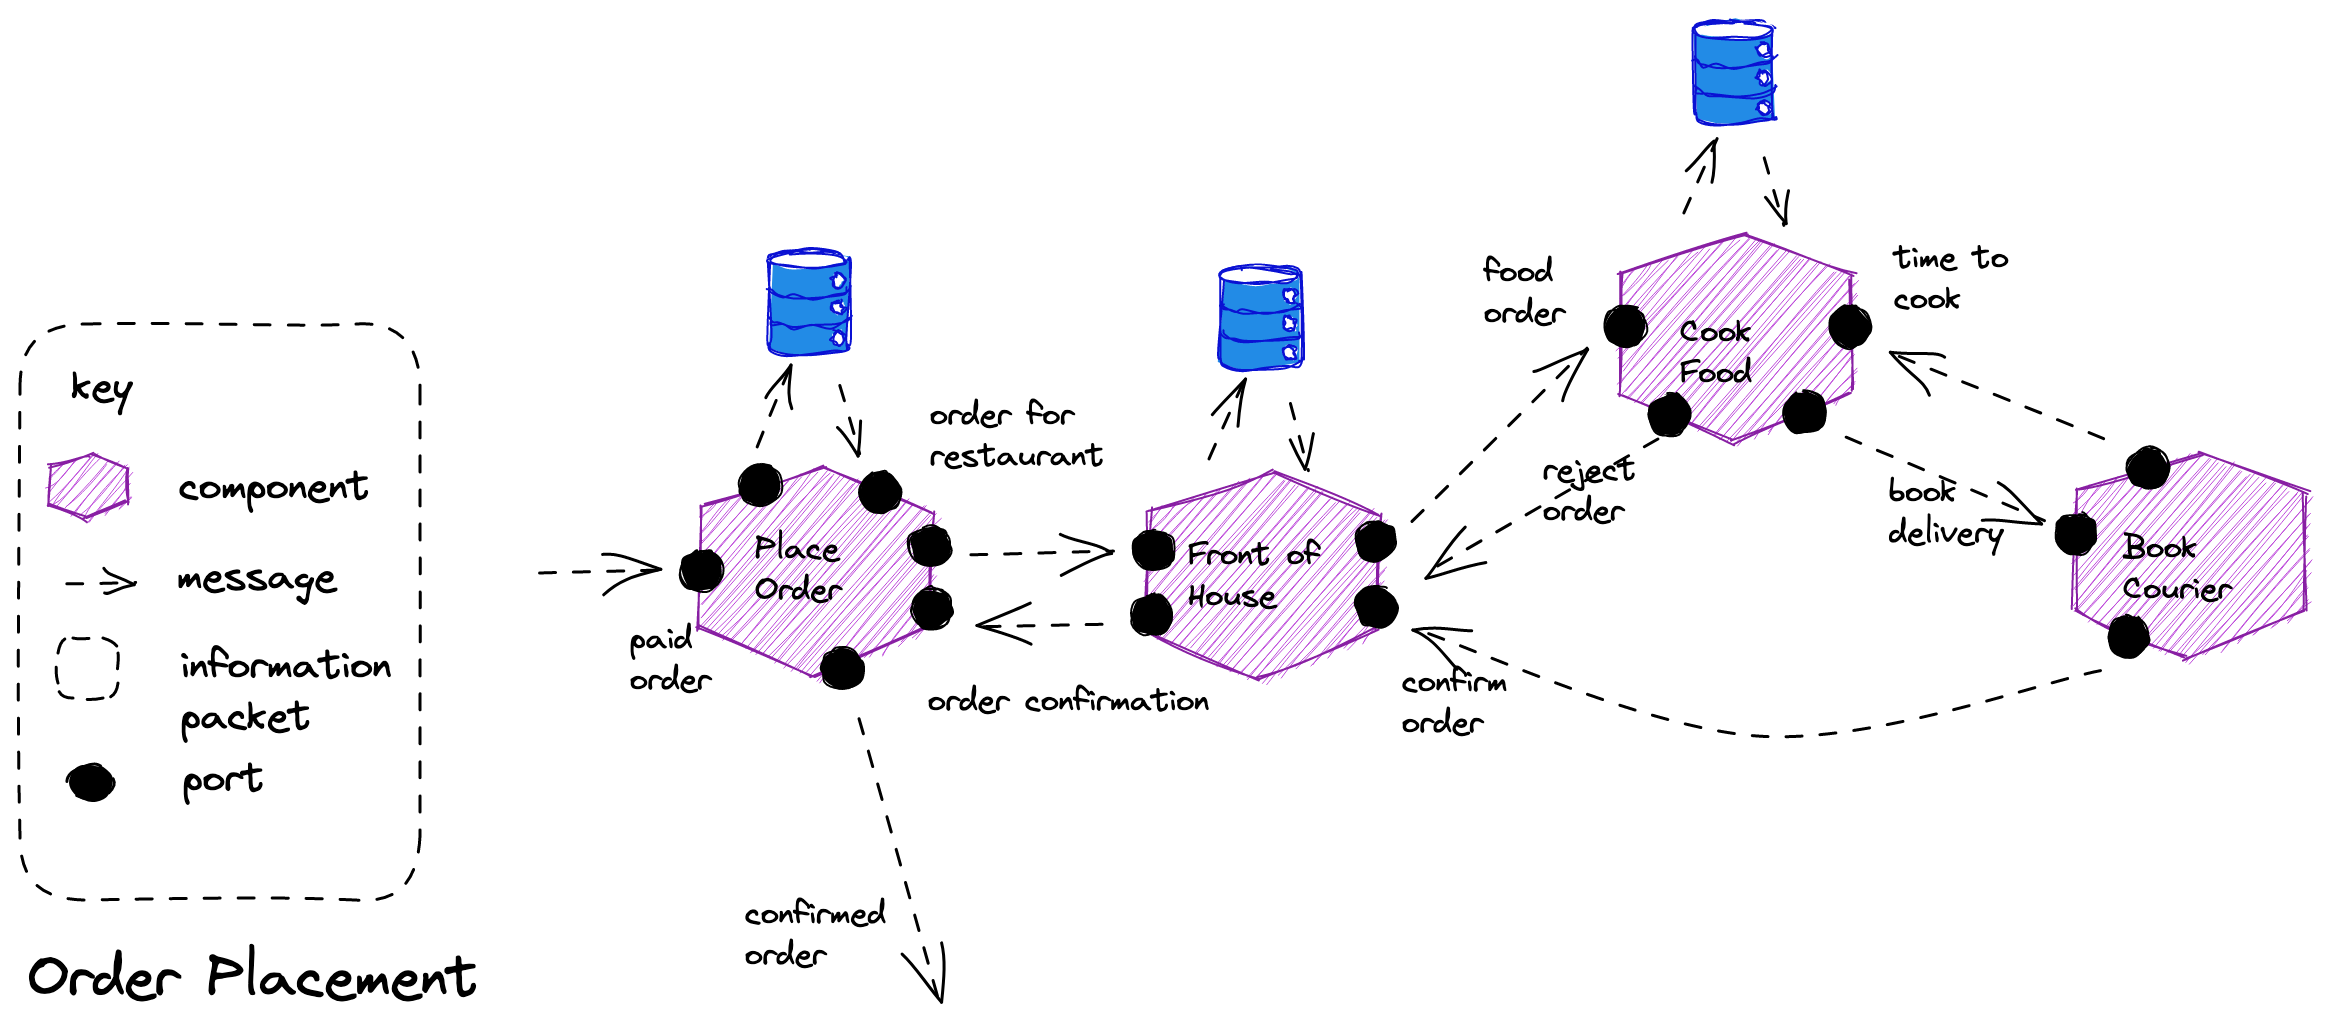 key
component
message
information
packet
port
Order Placement
paid
order
Place
Order
order for
restaurant
order confirmation
confirmed
order
Front of
House
food
order
reject
order
confirm
order
Cook
Food
time to
cook
book
delivery
Book
Courier